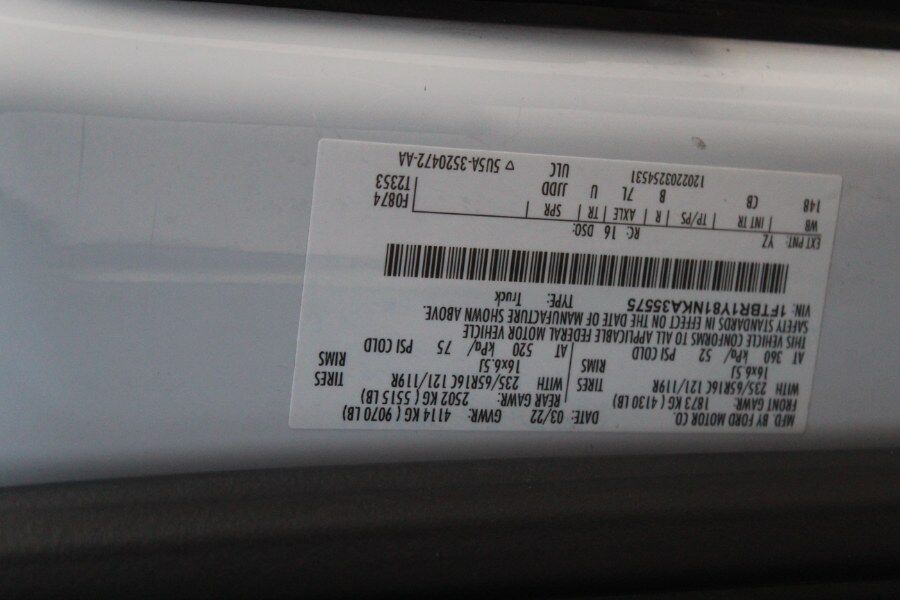 MFD. BY FORD MOTOR CO.
DATE: 03/22 GVWR: 4114 KG ( 9070 LB)
FRONT GAWR: 1873 KG ( 4130 LB) REAR GAWR: 2502 KG ( 5515 LB)
WITH 235/65R16C 121/119R TIRES WITH 235/65R16C 121/119R TIRES
16x6.5J RIMS 16x6.5J RIMS
AT 360 kPa/ 52 PSI COLD AT 520 kPa/ 75 PSI COLD
THIS VEHICLE CONFORMS TO ALL APPLICABLE FEDERAL MOTOR VEHICLE
SAFETY STANDARDS IN EFFECT ON THE DATE OF MANUFACTURE SHOWN ABOVE.
VIN: 1FTBR1Y81NKA35575 TYPE: Truck
EXT PNT: YZ RC: 16 DSO:
WB INT TR TP/PS R AXLE TR SPR F0874
148 CB B 7L U JJDD T2353
1202203254531 ULC ▽ 5U5A-3520472-AA